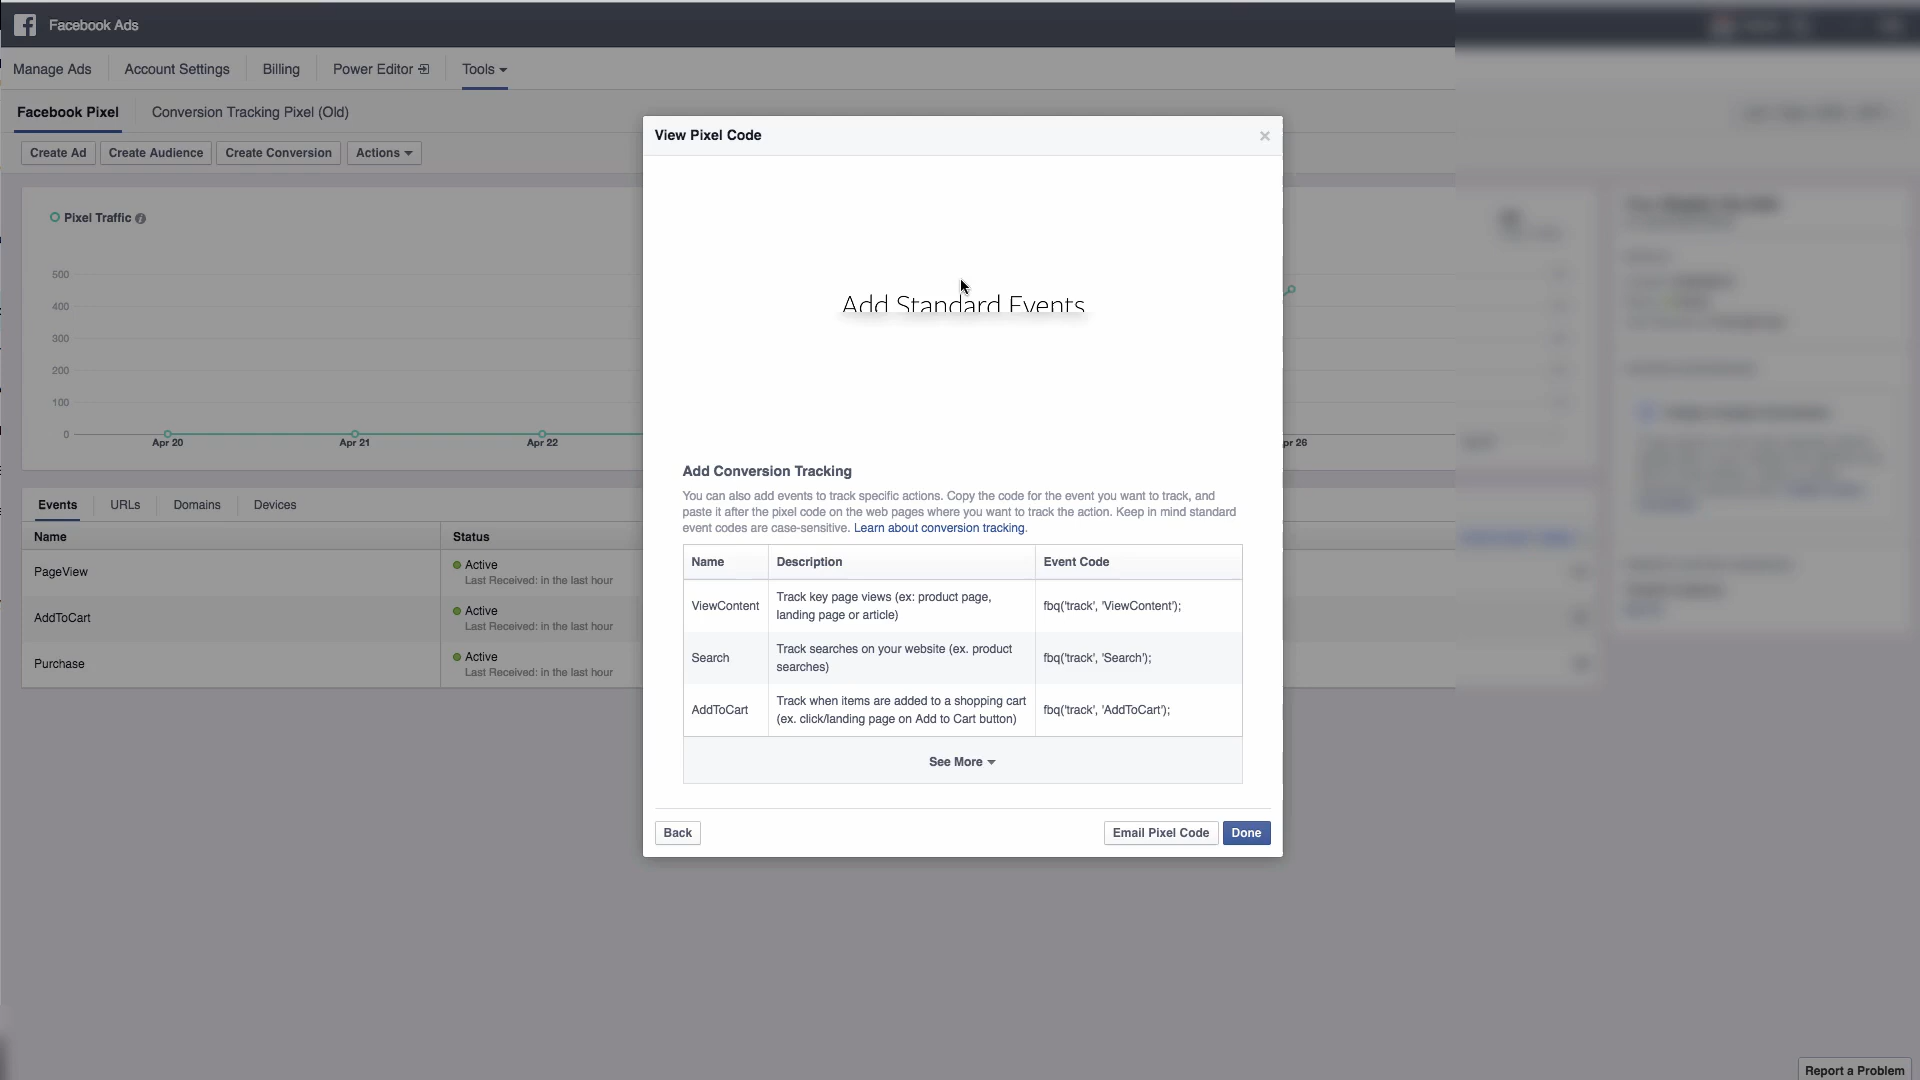 Facebook Ads
Manage Ads
Account Settings
Billing
Power Editor
Tools
Facebook Pixel
Conversion Tracking Pixel (Old)
Create Ad
Create Audience
Create Conversion
Actions
Pixel Traffic
500
400
300
200
100
0
Apr 20
Apr 21
Apr 22
pr 26
Events
URLs
Domains
Devices
Name
Status
PageView
Active
Last Received: in the last hour
AddToCart
Active
Last Received: in the last hour
Purchase
Active
Last Received: in the last hour
View Pixel Code
Add Standard Events
Add Conversion Tracking
You can also add events to track specific actions. Copy the code for the event you want to track, and
paste it after the pixel code on the web pages where you want to track the action. Keep in mind standard
event codes are case-sensitive. Learn about conversion tracking.
Name
Description
Event Code
ViewContent
Track key page views (ex: product page,
landing page or article)
fbq('track', 'ViewContent');
Search
Track searches on your website (ex. product
searches)
fbq('track', 'Search');
AddToCart
Track when items are added to a shopping cart
(ex. click/landing page on Add to Cart button)
fbq('track', 'AddToCart');
See More
Back
Email Pixel Code
Done
Report a Problem